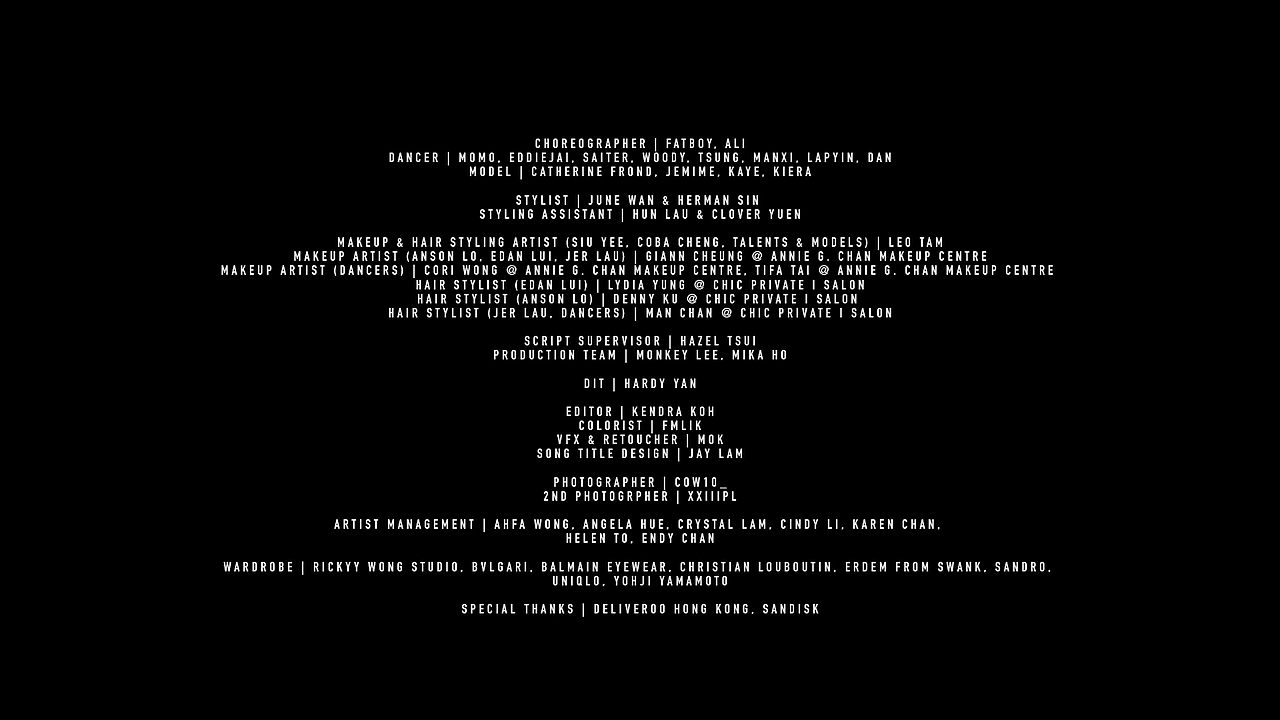 CHOREOGRAPHER | FATBOY, ALI
DANCER | MOMO, EDDIEJAI, SAITER, WOODY, TSUNG, MANXI, LAPYIN, DAN
MODEL | CATHERINE FROND, JEMIME, KAYE, KIERA
STYLIST | JUNE WAN & HERMAN SIN
STYLING ASSISTANT | HUN LAU & CLOVER YUEN
MAKEUP & HAIR STYLING ARTIST (SIU YEE, COBA CHENG, TALENTS & MODELS) | LEO TAM
MAKEUP ARTIST (ANSON LO, EDAN LUI, JER LAU) | GIANN CHEUNG @ ANNIE G. CHAN MAKEUP CENTRE
MAKEUP ARTIST (DANCERS) | CORI WONG @ ANNIE G. CHAN MAKEUP CENTRE, TIFA TAI @ ANNIE G. CHAN MAKEUP CENTRE
HAIR STYLIST (EDAN LUI) | LYDIA YUNG @ CHIC PRIVATE I SALON
HAIR STYLIST (ANSON LO) | DENNY KU @ CHIC PRIVATE I SALON
HAIR STYLIST (JER LAU, DANCERS) | MAN CHAN @ CHIC PRIVATE I SALON
SCRIPT SUPERVISOR | HAZEL TSUI
PRODUCTION TEAM | MONKEY LEE, MIKA HO
DIT | HARDY YAN
EDITOR | KENDRA KOH
COLORIST | FMLIK
VFX & RETOUCHER | MOK
SONG TITLE DESIGN | JAY LAM
PHOTOGRAPHER | COW10_
2ND PHOTOGRPHER | XXIIIPL
ARTIST MANAGEMENT | AHFA WONG, ANGELA HUE, CRYSTAL LAM, CINDY LI, KAREN CHAN,
HELEN TO, ENDY CHAN
WARDROBE | RICKYY WONG STUDIO, BVLGARI, BALMAIN EYEWEAR, CHRISTIAN LOUBOUTIN, ERDEM FROM SWANK, SANDRO,
UNIQLO, YOHJI YAMAMOTO
SPECIAL THANKS | DELIVEROO HONG KONG, SANDISK